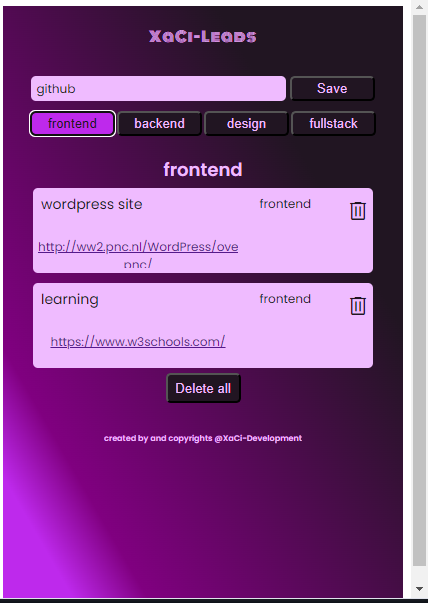 XaCi-Leads
github Save
frontend backend design fullstack
frontend
wordpress site frontend
http://ww2.pnc.nl/WordPress/ove
pnc/
learning frontend
https://www.w3schools.com/
Delete all
created by and copyrights @XaCi-Development